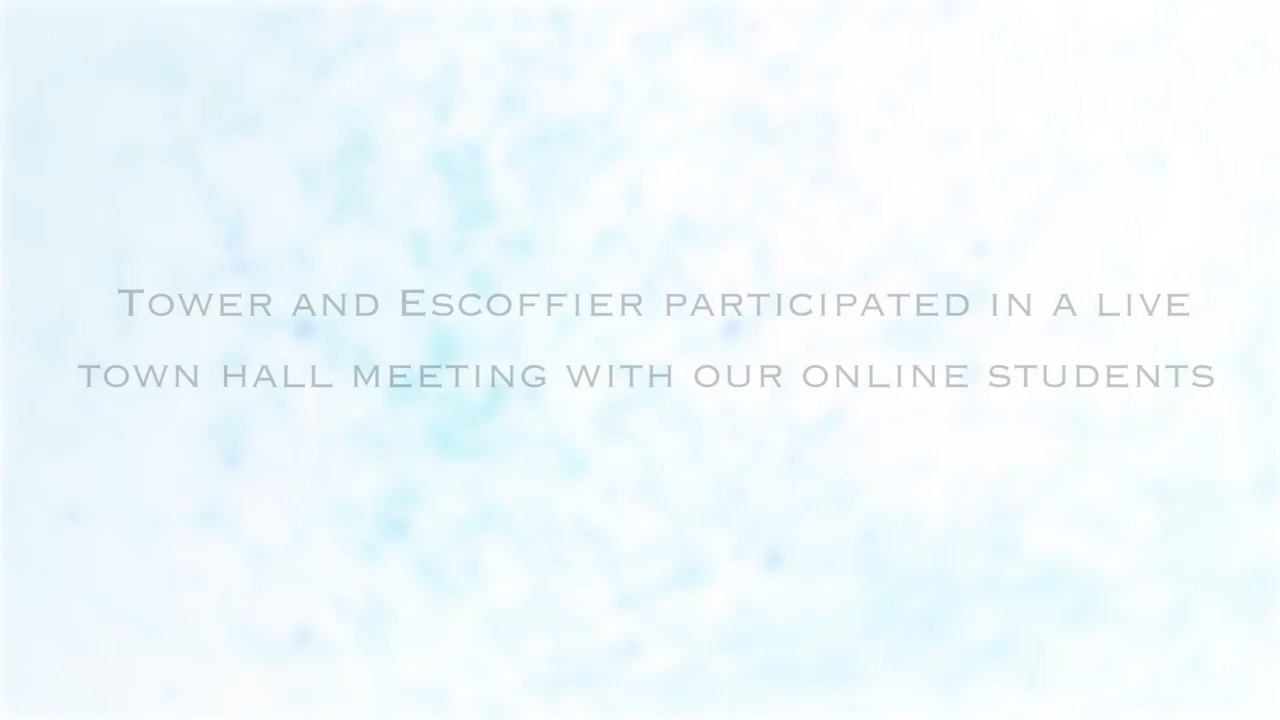 Tower and Escoffier participated in a live
town hall meeting with our online students